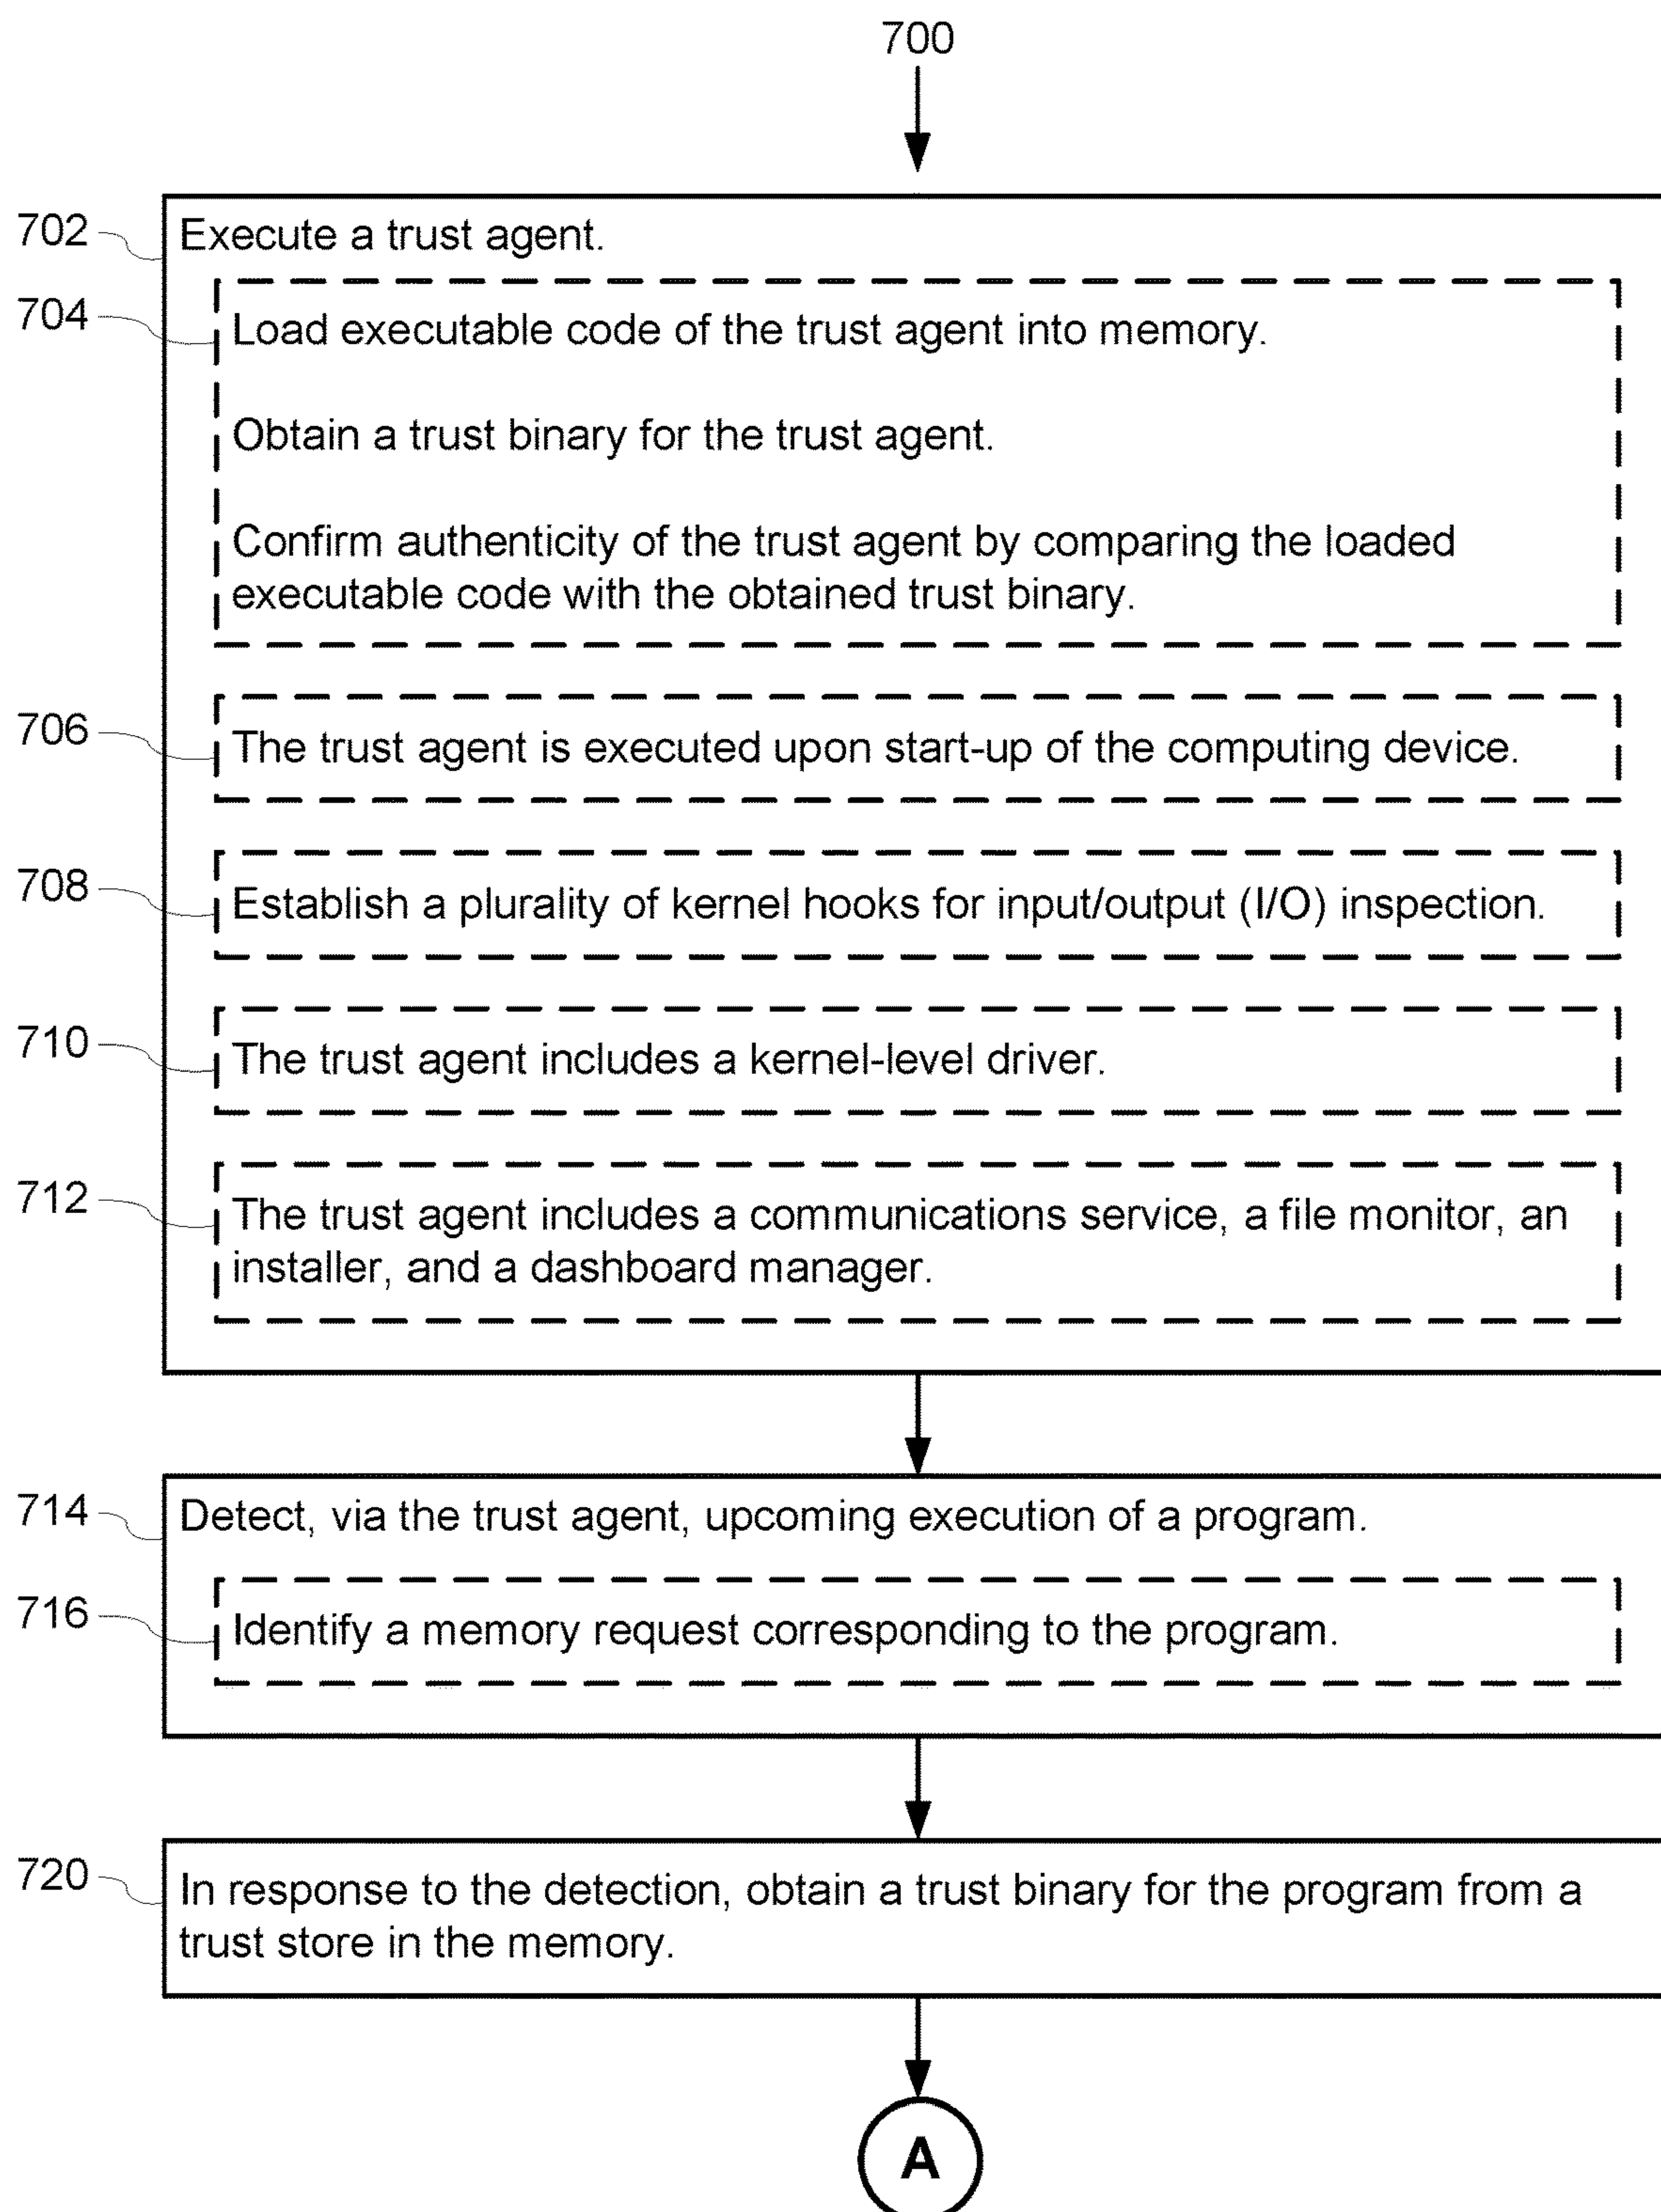 700
702
Execute a trust agent.
704
Load executable code of the trust agent into memory.
Obtain a trust binary for the trust agent.
Confirm authenticity of the trust agent by comparing the loaded
executable code with the obtained trust binary.
706
The trust agent is executed upon start-up of the computing device.
708
Establish a plurality of kernel hooks for input/output (I/O) inspection.
710
The trust agent includes a kernel-level driver.
712
The trust agent includes a communications service, a file monitor, an
installer, and a dashboard manager.
714
Detect, via the trust agent, upcoming execution of a program.
716
Identify a memory request corresponding to the program.
720
In response to the detection, obtain a trust binary for the program from a
trust store in the memory.
A